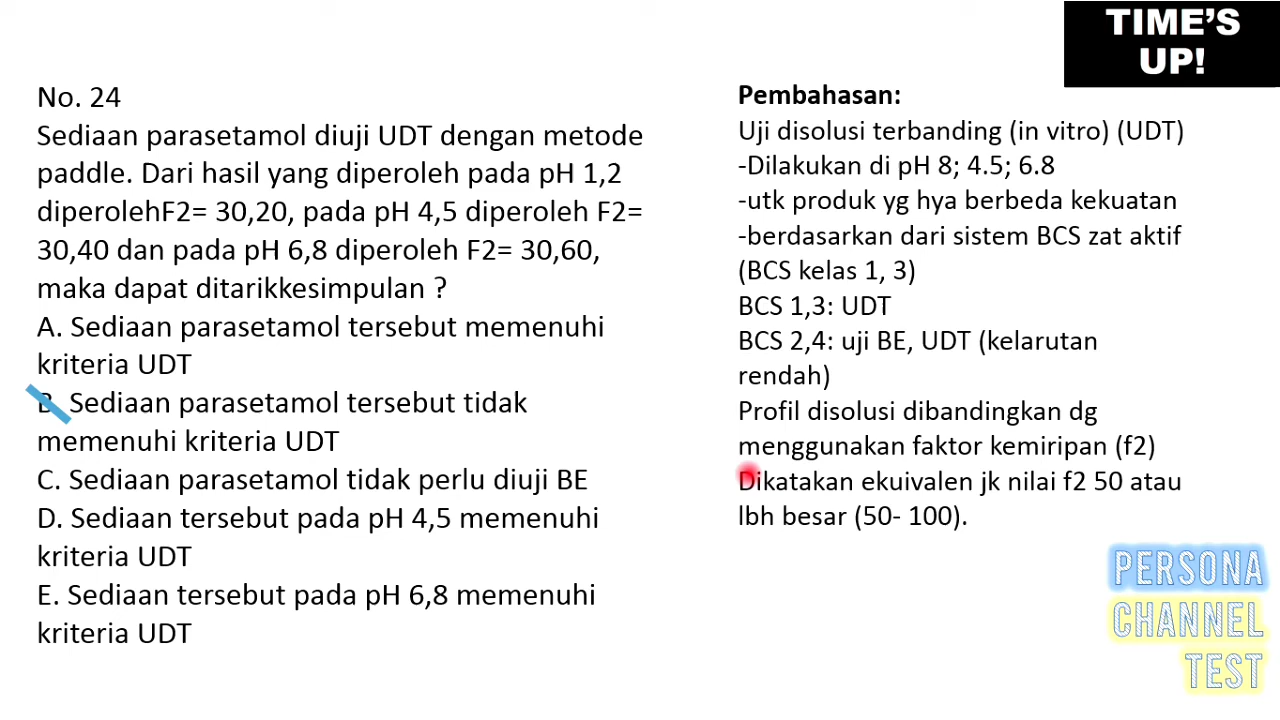 TIME'S
UP!
No. 24
Sediaan parasetamol diuji UDT dengan metode
paddle. Dari hasil yang diperoleh pada pH 1,2
diperolehF2= 30,20, pada pH 4,5 diperoleh F2=
30,40 dan pada pH 6,8 diperoleh F2= 30,60,
maka dapat ditarikkesimpulan ?
A. Sediaan parasetamol tersebut memenuhi
kriteria UDT
B. Sediaan parasetamol tersebut tidak
memenuhi kriteria UDT
C. Sediaan parasetamol tidak perlu diuji BE
D. Sediaan tersebut pada pH 4,5 memenuhi
kriteria UDT
E. Sediaan tersebut pada pH 6,8 memenuhi
kriteria UDT
Pembahasan:
Uji disolusi terbanding (in vitro) (UDT)
-Dilakukan di pH 8; 4.5; 6.8
-utk produk yg hya berbeda kekuatan
-berdasarkan dari sistem BCS zat aktif
(BCS kelas 1, 3)
BCS 1,3: UDT
BCS 2,4: uji BE, UDT (kelarutan
rendah)
Profil disolusi dibandingkan dg
menggunakan faktor kemiripan (f2)
Dikatakan ekuivalen jk nilai f2 50 atau
lbh besar (50- 100).
PERSONA
CHANNEL
TEST